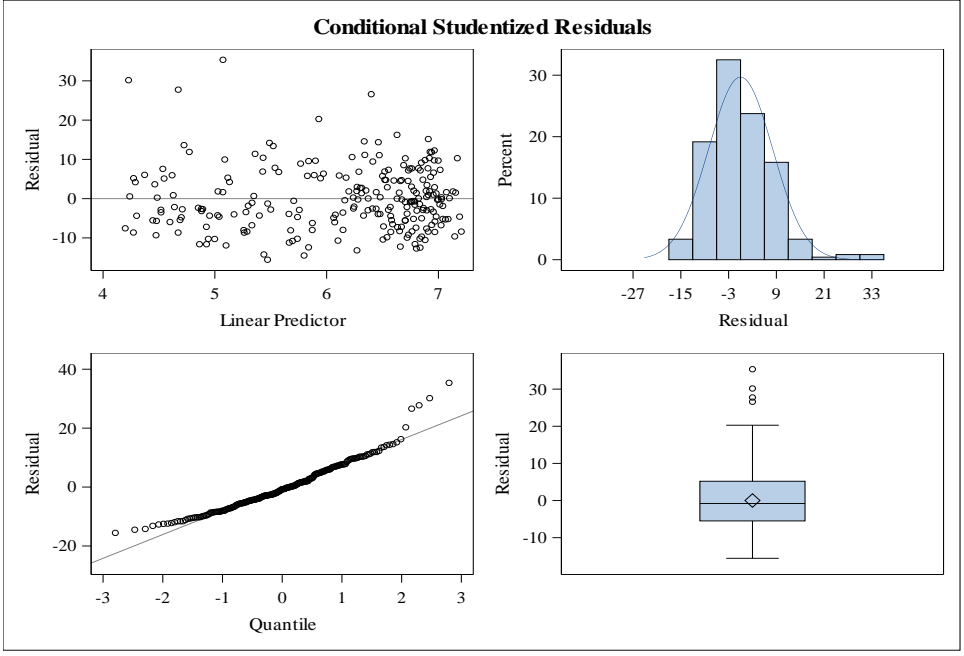 Conditional Studentized Residuals
30
20
10
0
-10
Residual
4 5 6 7
Linear Predictor
30
20
10
0
Percent
-27 -15 -3 9 21 33
Residual
40
20
0
-20
Residual
-3 -2 -1 0 1 2 3
Quantile
30
20
10
0
-10
Residual